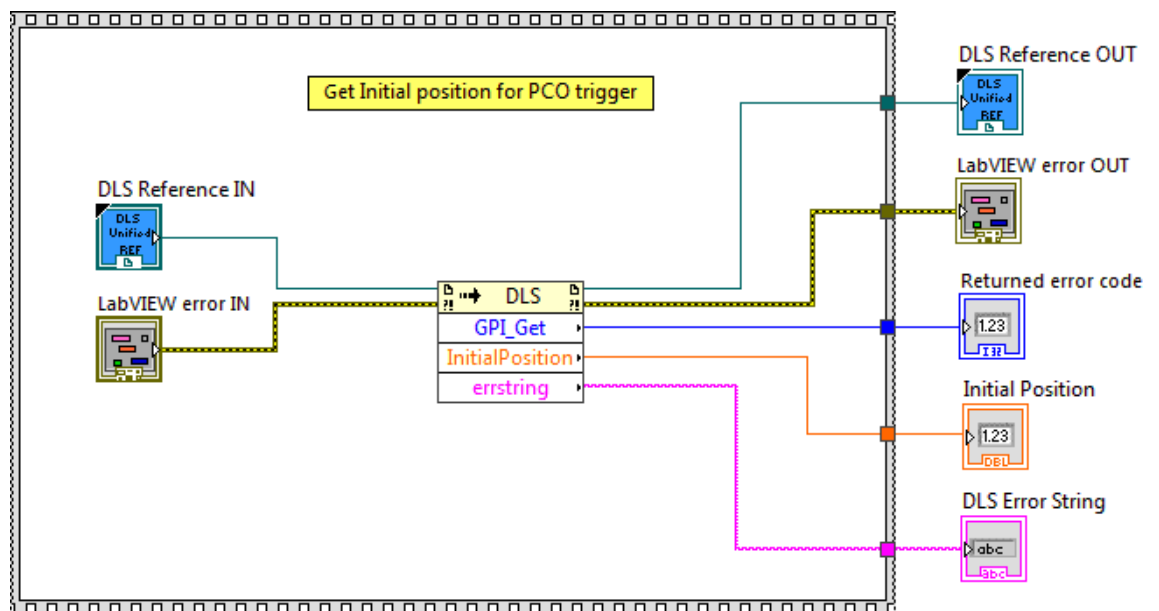 DLS Reference OUT
DLS
Unified
REF
Get Initial position for PCO trigger
LabVIEW error OUT
DLS Reference IN
DLS
Unified
REF
LabVIEW error IN
DLS
GPI_Get
InitialPosition
errstring
Returned error code
1.23
I32
Initial Position
1.23
DBL
DLS Error String
abc
abc